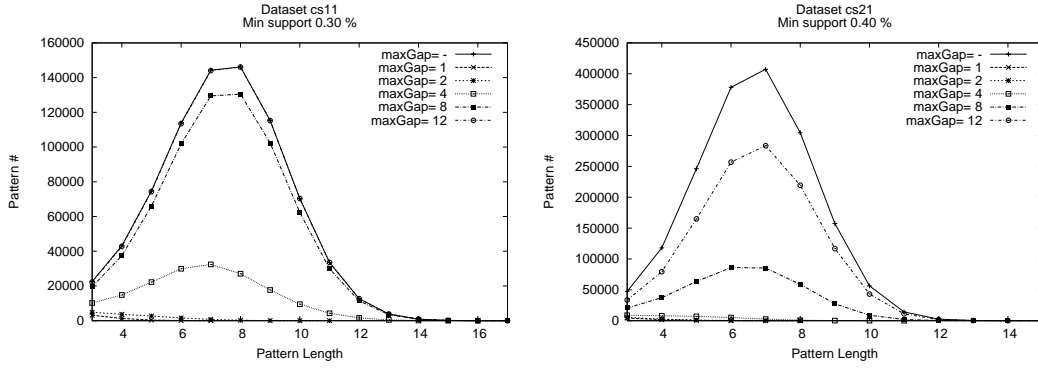 Dataset cs11
Min support 0.30 %
160000
140000
120000
100000
80000
60000
40000
20000
0
Pattern #
4 6 8 10 12 14 16
Pattern Length
maxGap= -
maxGap= 1
maxGap= 2
maxGap= 4
maxGap= 8
maxGap= 12
Dataset cs21
Min support 0.40 %
450000
400000
350000
300000
250000
200000
150000
100000
50000
0
Pattern #
4 6 8 10 12 14
Pattern Length
maxGap= -
maxGap= 1
maxGap= 2
maxGap= 4
maxGap= 8
maxGap= 12